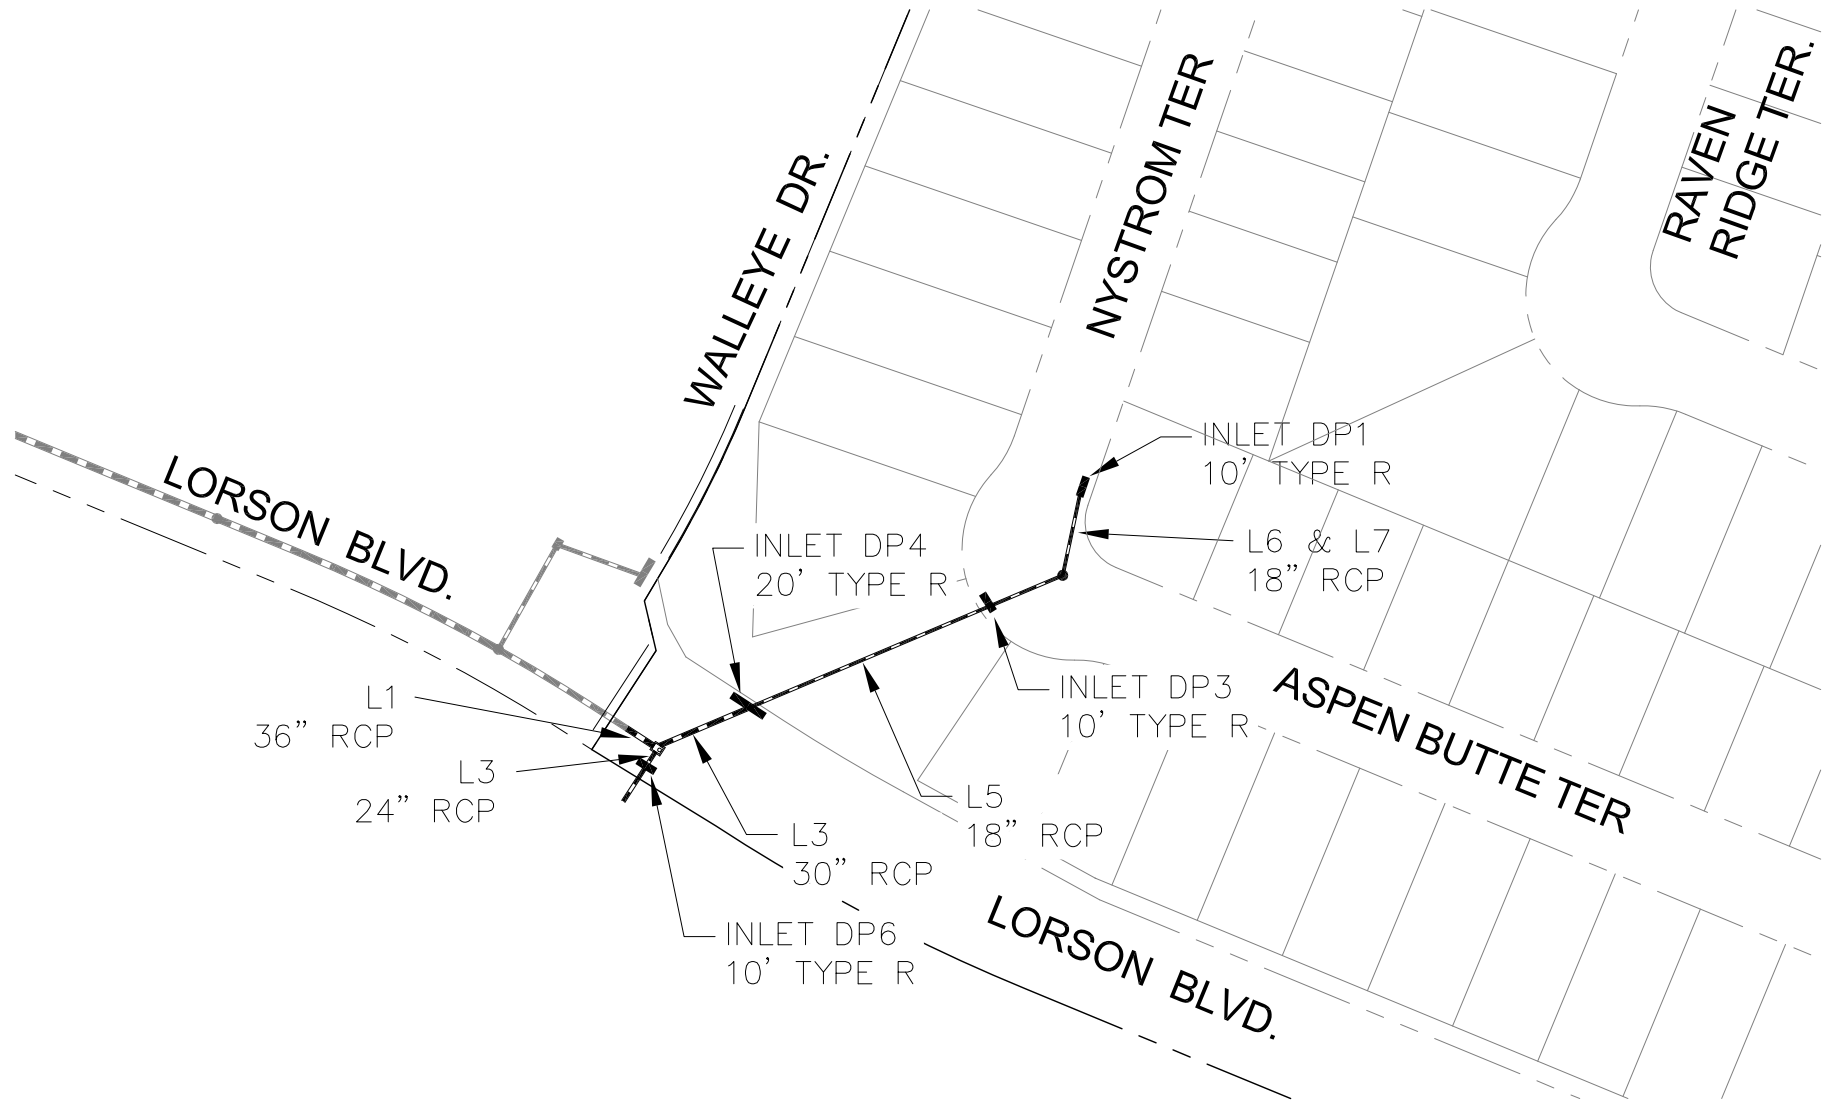 WALLEYE DR.
NYSTROM TER
RAVEN
RIDGE TER.
LORSON BLVD.
INLET DP1
10' TYPE R
INLET DP4
20' TYPE R
L6 & L7
18" RCP
L1
36" RCP
INLET DP3
10' TYPE R
ASPEN BUTTE TER
L3
24" RCP
L5
18" RCP
L3
30" RCP
INLET DP6
10' TYPE R
LORSON BLVD.